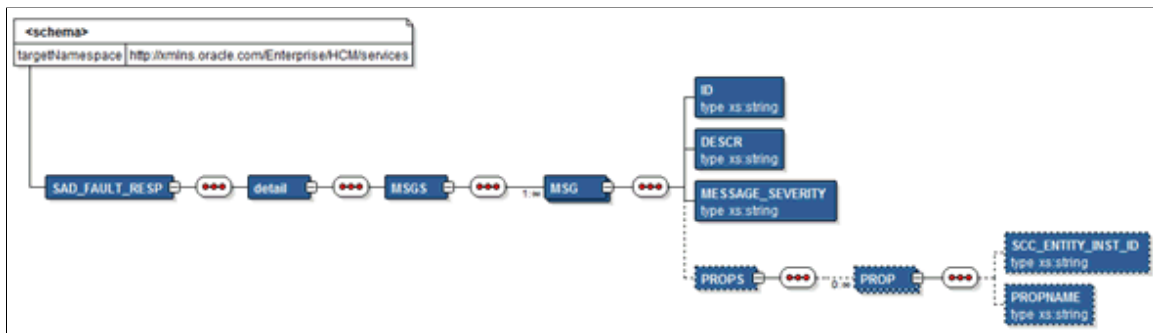 <schema>
targetNamespace http://xmlns.oracle.com/Enterprise/HCM/services
ID
type xs:string
DESCR
type xs:string
SAD_FAULT_RESP detail MSGS 1:∞ MSG
MESSAGE_SEVERITY
type xs:string
PROPS 0:∞ PROP
SCC_ENTITY_INST_ID
type xs:string
PROPNAME
type xs:string